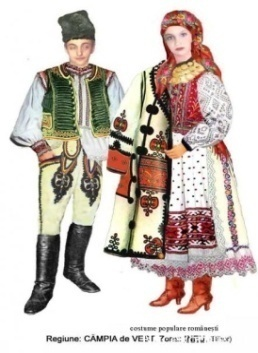 costume populare românești
Regiune: CÂMPIA de VEST